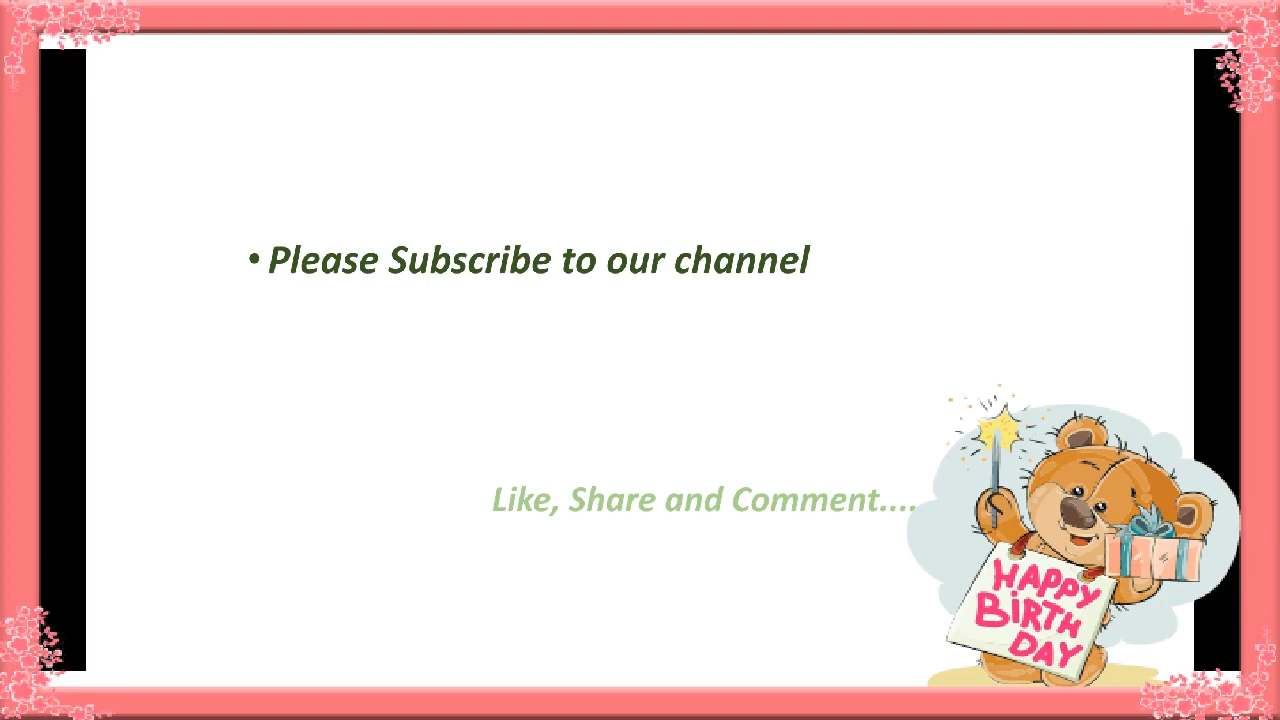 • Please Subscribe to our channel
Like, Share and Comment....
HAPPY
BIRTH
DAY